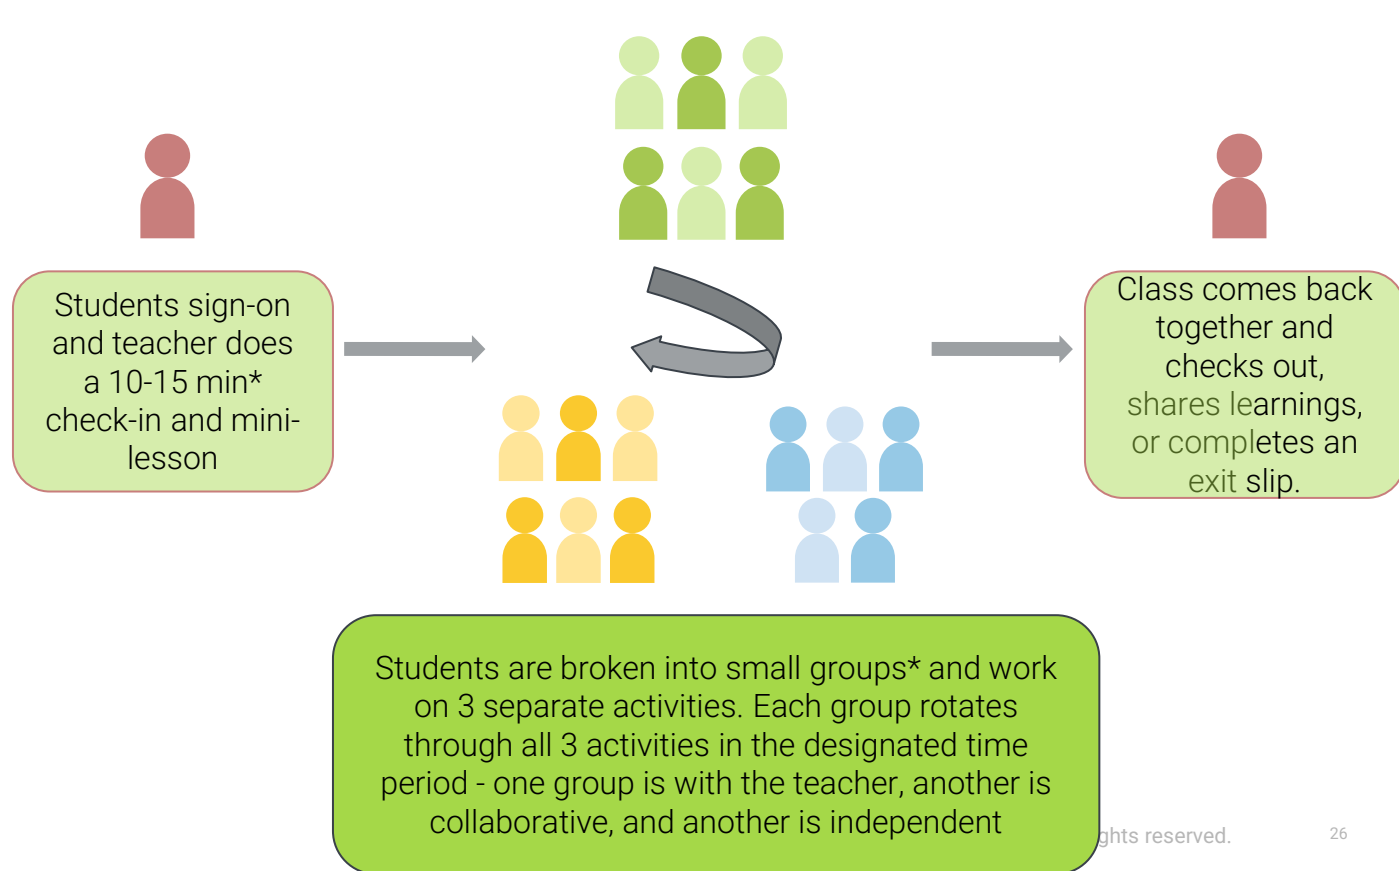 Students sign-on
and teacher does
a 10-15 min*
check-in and mini-
lesson
Class comes back
together and
checks out,
shares learnings,
or completes an
exit slip.
Students are broken into small groups* and work
on 3 separate activities. Each group rotates
through all 3 activities in the designated time
period - one group is with the teacher, another is
collaborative, and another is independent
reserved.
26